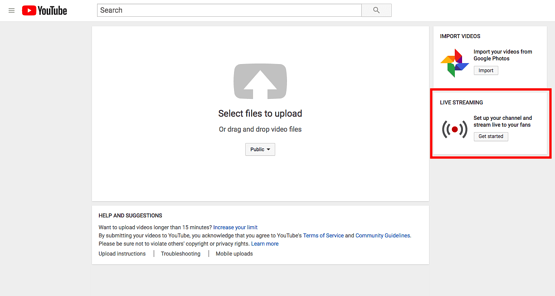 YouTube
Search
Select files to upload
Or drag and drop video files
Public
IMPORT VIDEOS
Import your videos from
Google Photos
Import
LIVE STREAMING
Set up your channel and
stream live to your fans
Get started
HELP AND SUGGESTIONS
Want to upload videos longer than 15 minutes? Increase your limit
By submitting your videos to YouTube, you acknowledge that you agree to YouTube's Terms of Service and Community Guidelines.
Please be sure not to violate others' copyright or privacy rights. Learn more
Upload instructions Troubleshooting Mobile uploads